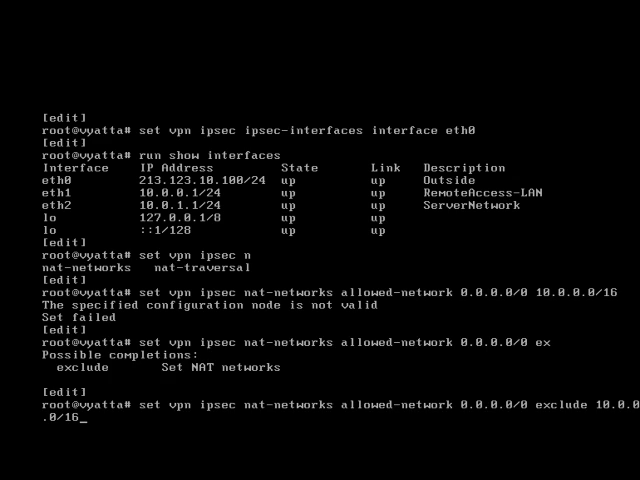 [edit]
root@vyatta# set vpn ipsec ipsec-interfaces interface eth0
[edit]
root@vyatta# run show interfaces
Interface    IP Address         State       Link    Description
eth0         213.123.10.100/24  up          up      Outside
eth1         10.0.0.1/24        up          up      RemoteAccess-LAN
eth2         10.0.1.1/24        up          up      ServerNetwork
lo           127.0.0.1/8        up          up
lo           ::1/128            up          up
[edit]
root@vyatta# set vpn ipsec n
nat-networks   nat-traversal
[edit]
root@vyatta# set vpn ipsec nat-networks allowed-network 0.0.0.0/0 10.0.0.0/16
The specified configuration node is not valid
Set failed
[edit]
root@vyatta# set vpn ipsec nat-networks allowed-network 0.0.0.0/0 ex
Possible completions:
  exclude       Set NAT networks
[edit]
root@vyatta# set vpn ipsec nat-networks allowed-network 0.0.0.0/0 exclude 10.0.0
.0/16_